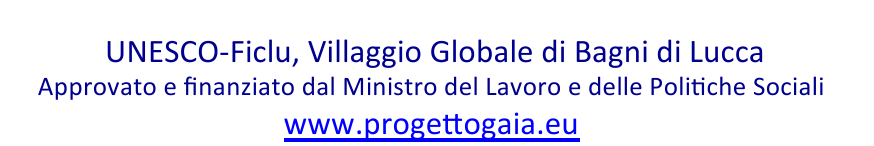 UNESCO-Ficlu, Villaggio Globale di Bagni di Lucca
Approvato e finanziato dal Ministro del Lavoro e delle Politiche Sociali
www.progettogaia.eu